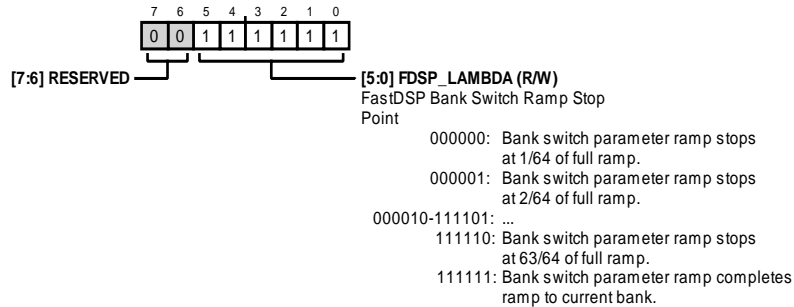 7 6 5 4 3 2 1 0
0 0 1 1 1 1 1 1
[7:6] RESERVED
[5:0] FDSP_LAMBDA (R/W)
FastDSP Bank Switch Ramp Stop
Point
000000: Bank switch parameter ramp stops
at 1/64 of full ramp.
000001: Bank switch parameter ramp stops
at 2/64 of full ramp.
000010-111101: ...
111110: Bank switch parameter ramp stops
at 63/64 of full ramp.
111111: Bank switch parameter ramp completes
ramp to current bank.